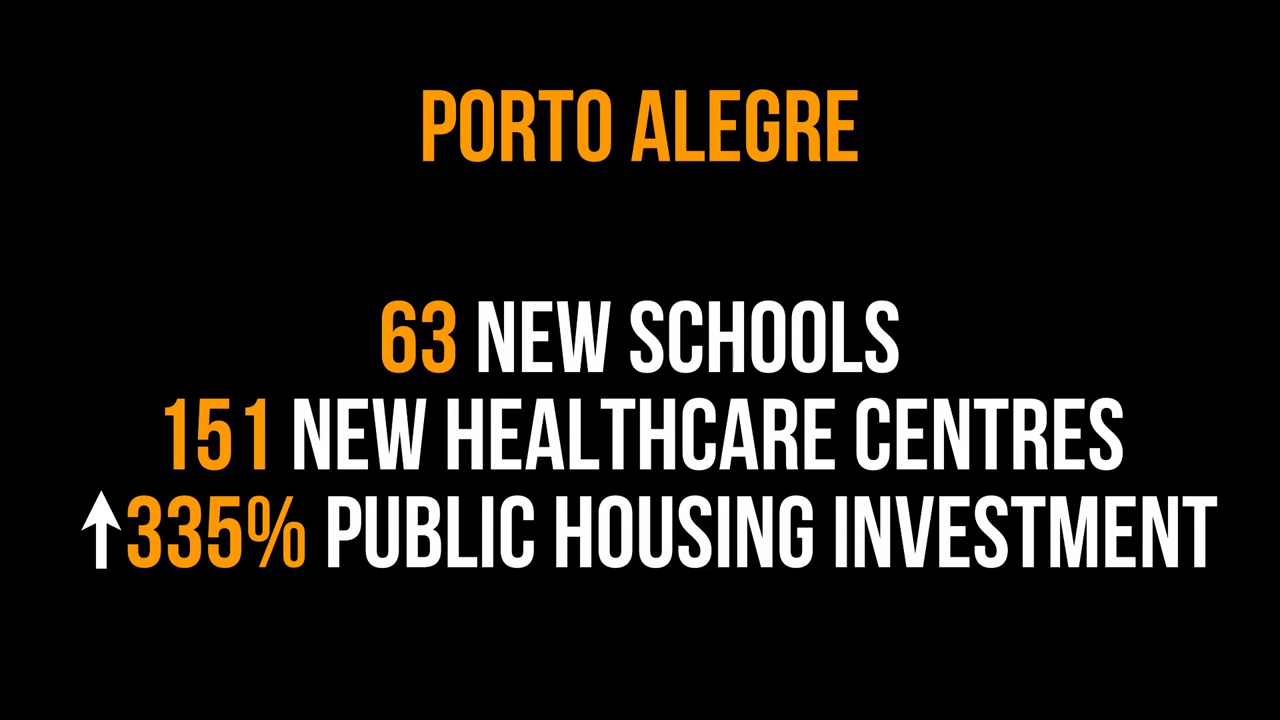 PORTO ALEGRE
63 NEW SCHOOLS
151 NEW HEALTHCARE CENTRES
↑335% PUBLIC HOUSING INVESTMENT